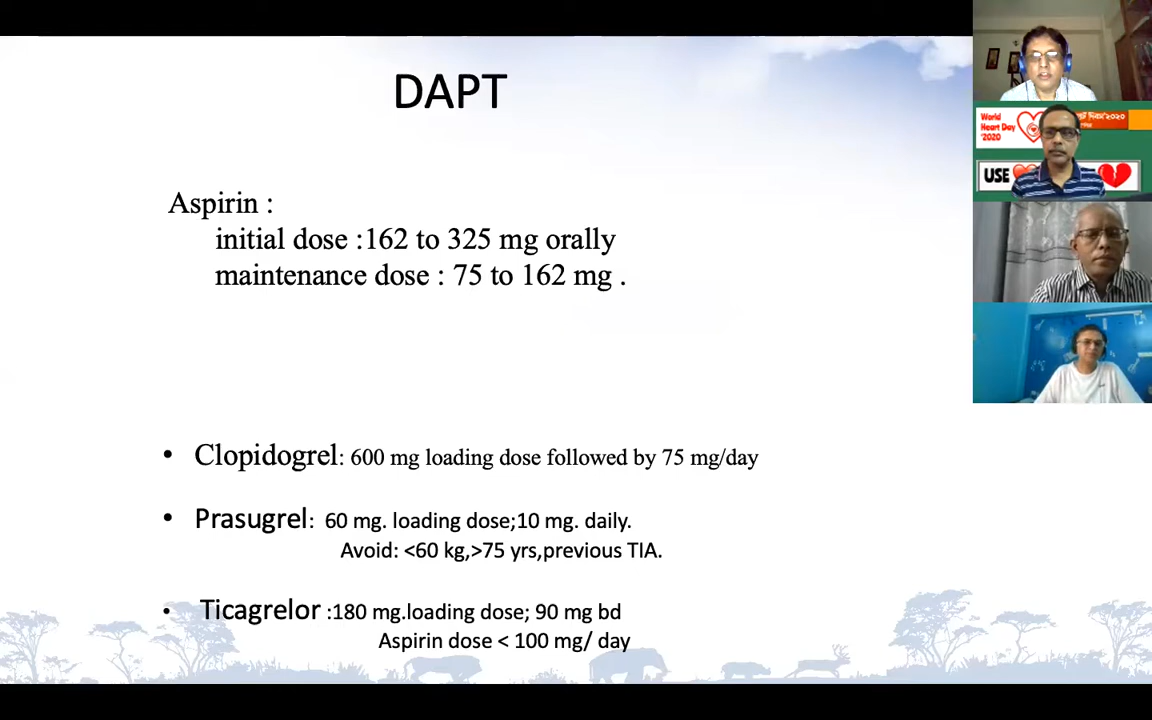 DAPT
Aspirin :
initial dose :162 to 325 mg orally
maintenance dose : 75 to 162 mg .
• Clopidogrel: 600 mg loading dose followed by 75 mg/day
• Prasugrel: 60 mg. loading dose;10 mg. daily.
Avoid: <60 kg,>75 yrs,previous TIA.
• Ticagrelor :180 mg.loading dose; 90 mg bd
Aspirin dose < 100 mg/ day
World
Heart Day
'2020
দিবস'২০২০
USE